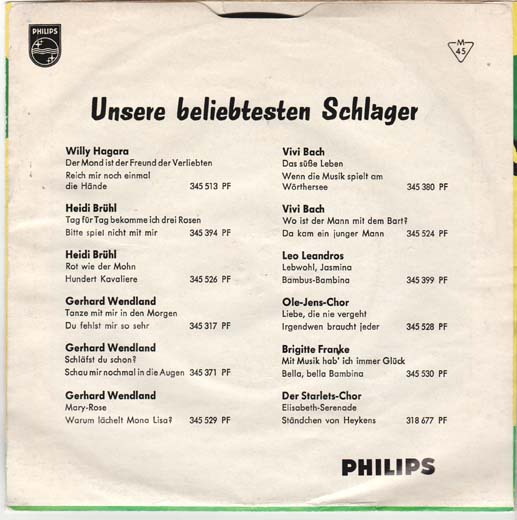 PHILIPS
M
45
Unsere beliebtesten Schlager
Willy Hagara
Der Mond ist der Freund der Verliebten
Reich mir noch einmal
die Hände 345 513 PF
Heidi Brühl
Tag für Tag bekomme ich drei Rosen
Bitte spiel nicht mit mir 345 394 PF
Heidi Brühl
Rot wie der Mohn
Hundert Kavaliere 345 526 PF
Gerhard Wendland
Tanze mit mir in den Morgen
Du fehlst mir so sehr 345 317 PF
Gerhard Wendland
Schläfst du schon?
Schau mir nochmal in die Augen 345 371 PF
Gerhard Wendland
Mary-Rose
Warum lächelt Mona Lisa? 345 529 PF
Vivi Bach
Das süße Leben
Wenn die Musik spielt am
Wörthersee 345 380 PF
Vivi Bach
Wo ist der Mann mit dem Bart?
Da kam ein junger Mann 345 524 PF
Leo Leandros
Lebwohl, Jasmina
Bambus-Bambina 345 399 PF
Ole-Jens-Chor
Liebe, die nie vergeht
Irgendwen braucht jeder 345 528 PF
Brigitte Franke
Mit Musik hab' ich immer Glück
Bella, bella Bambina 345 530 PF
Der Starlets-Chor
Elisabeth-Serenade
Ständchen von Heykens 318 677 PF
PHILIPS